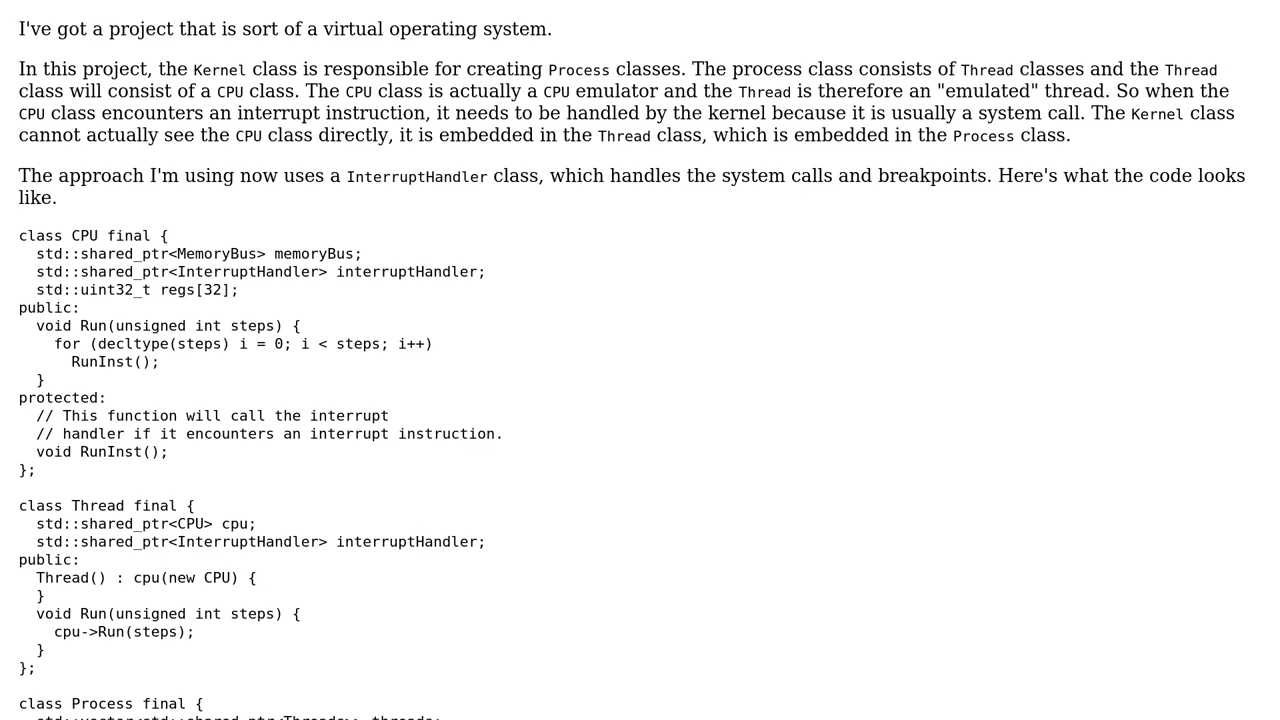 I've got a project that is sort of a virtual operating system.
In this project, the Kernel class is responsible for creating Process classes. The process class consists of Thread classes and the Thread
class will consist of a CPU class. The CPU class is actually a CPU emulator and the Thread is therefore an "emulated" thread. So when the
CPU class encounters an interrupt instruction, it needs to be handled by the kernel because it is usually a system call. The Kernel class
cannot actually see the CPU class directly, it is embedded in the Thread class, which is embedded in the Process class.
The approach I'm using now uses a InterruptHandler class, which handles the system calls and breakpoints. Here's what the code looks
like.
class CPU final {
  std::shared_ptr<MemoryBus> memoryBus;
  std::shared_ptr<InterruptHandler> interruptHandler;
  std::uint32_t regs[32];
public:
  void Run(unsigned int steps) {
    for (decltype(steps) i = 0; i < steps; i++)
      RunInst();
  }
protected:
  // This function will call the interrupt
  // handler if it encounters an interrupt instruction.
  void RunInst();
};
class Thread final {
  std::shared_ptr<CPU> cpu;
  std::shared_ptr<InterruptHandler> interruptHandler;
public:
  Thread() : cpu(new CPU) {
  }
  void Run(unsigned int steps) {
    cpu->Run(steps);
  }
};
class Process final {
  std::vector<std::shared_ptr<Threads>> threads;